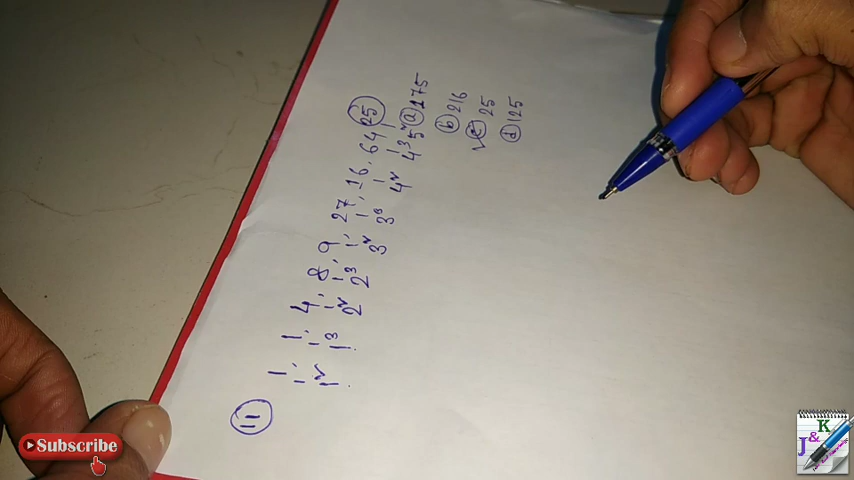 11
1, 1, 4, 8, 9, 27, 16, 64 25
1² 1³ 2² 2³ 3² 3³ 4² 4³ 5²
a 175
b 216
c 25
d 125
Subscribe
J & K